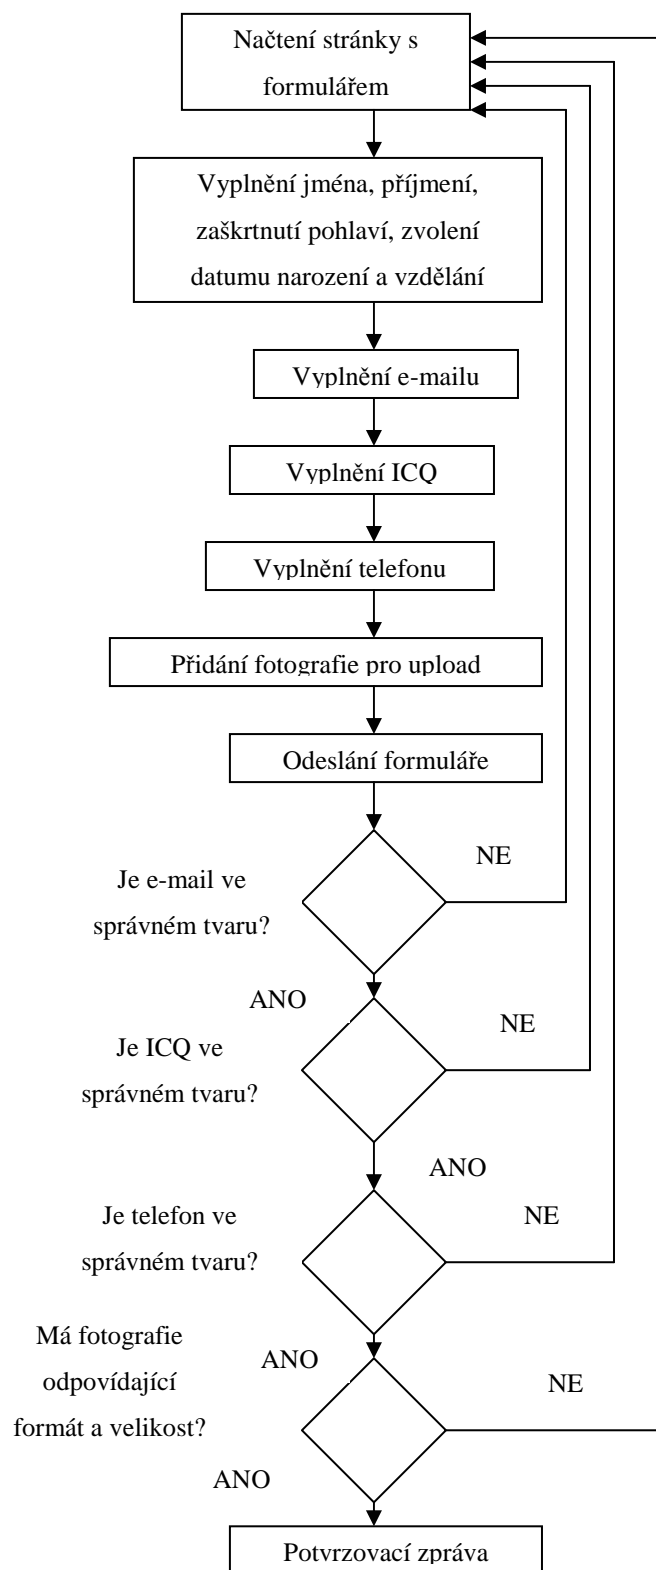 Načtení stránky s
formulářem
Vyplnění jména, příjmení,
zaškrtnutí pohlaví, zvolení
datumu narození a vzdělání
Vyplnění e-mailu
Vyplnění ICQ
Vyplnění telefonu
Přidání fotografie pro upload
Odeslání formuláře
NE
Je e-mail ve
správném tvaru?
ANO
NE
Je ICQ ve
správném tvaru?
ANO
NE
Je telefon ve
správném tvaru?
ANO
NE
Má fotografie
odpovídající
formát a velikost?
ANO
Potvrzovací zpráva